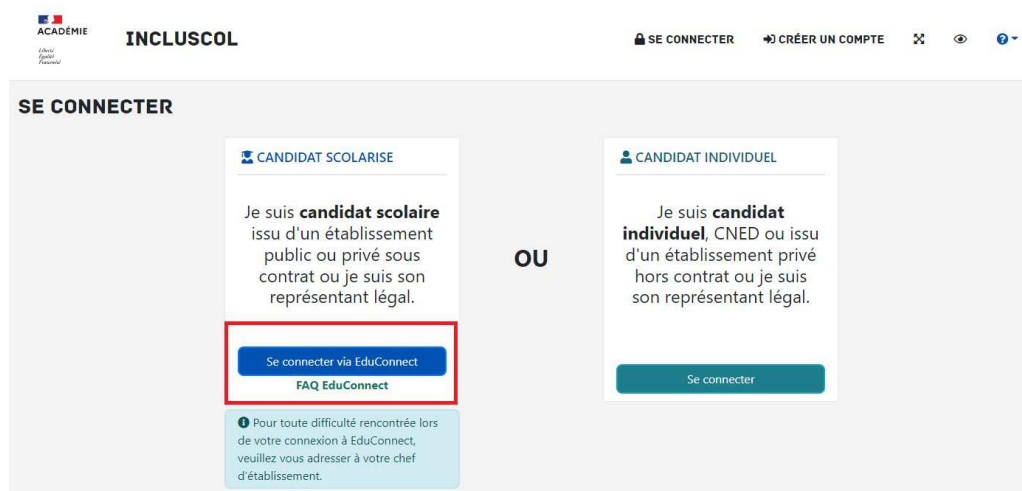 ACADÉMIE
Liberté
Égalité
Fraternité
INCLUSCOL
SE CONNECTER
CRÉER UN COMPTE
SE CONNECTER
CANDIDAT SCOLARISE
Je suis candidat scolaire
issu d'un établissement
public ou privé sous
contrat ou je suis son
représentant légal.
Se connecter via EduConnect
FAQ EduConnect
Pour toute difficulté rencontrée lors
de votre connexion à EduConnect,
veuillez vous adresser à votre chef
d'établissement.
OU
CANDIDAT INDIVIDUEL
Je suis candidat
individuel, CNED ou issu
d'un établissement privé
hors contrat ou je suis
son représentant légal.
Se connecter